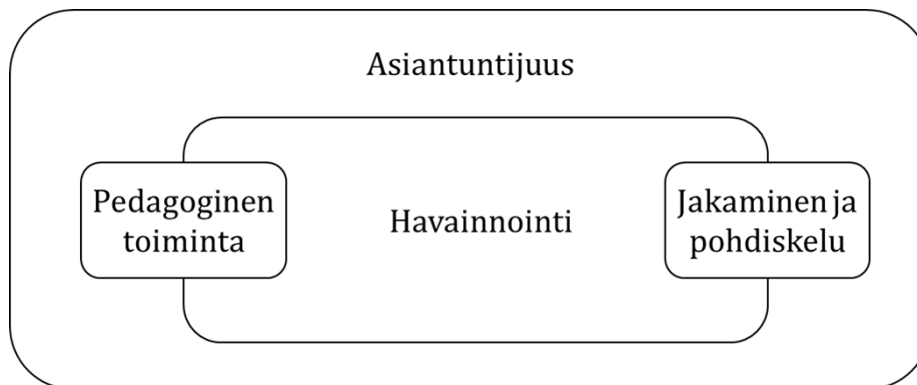 Asiantuntijuus
Pedagoginen
toiminta
Havainnointi
Jakaminen ja
pohdiskelu